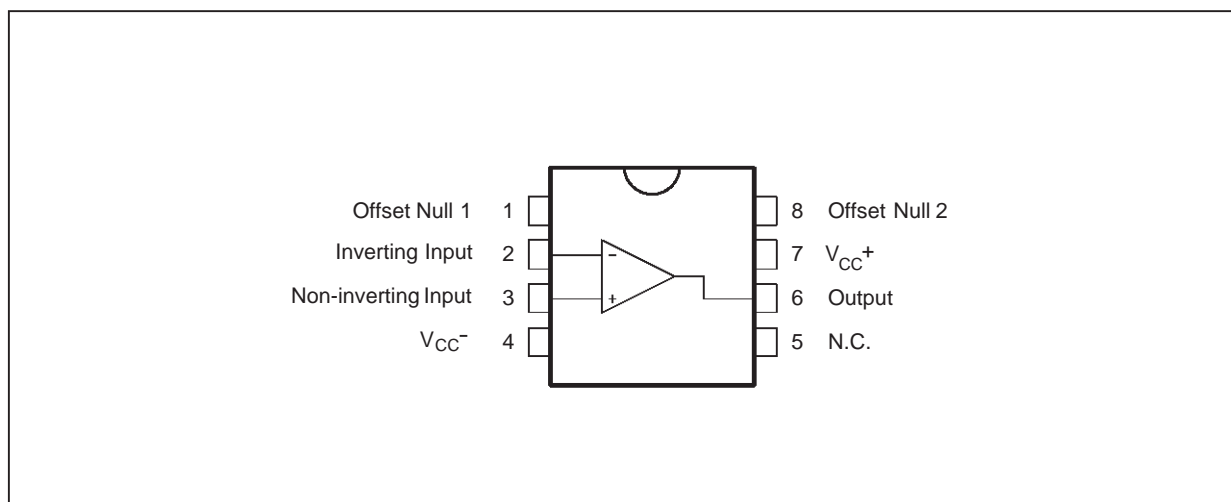 Offset Null 1 1 8 Offset Null 2
Inverting Input 2 - 7 VCC+
Non-inverting Input 3 + 6 Output
VCC- 4 5 N.C.